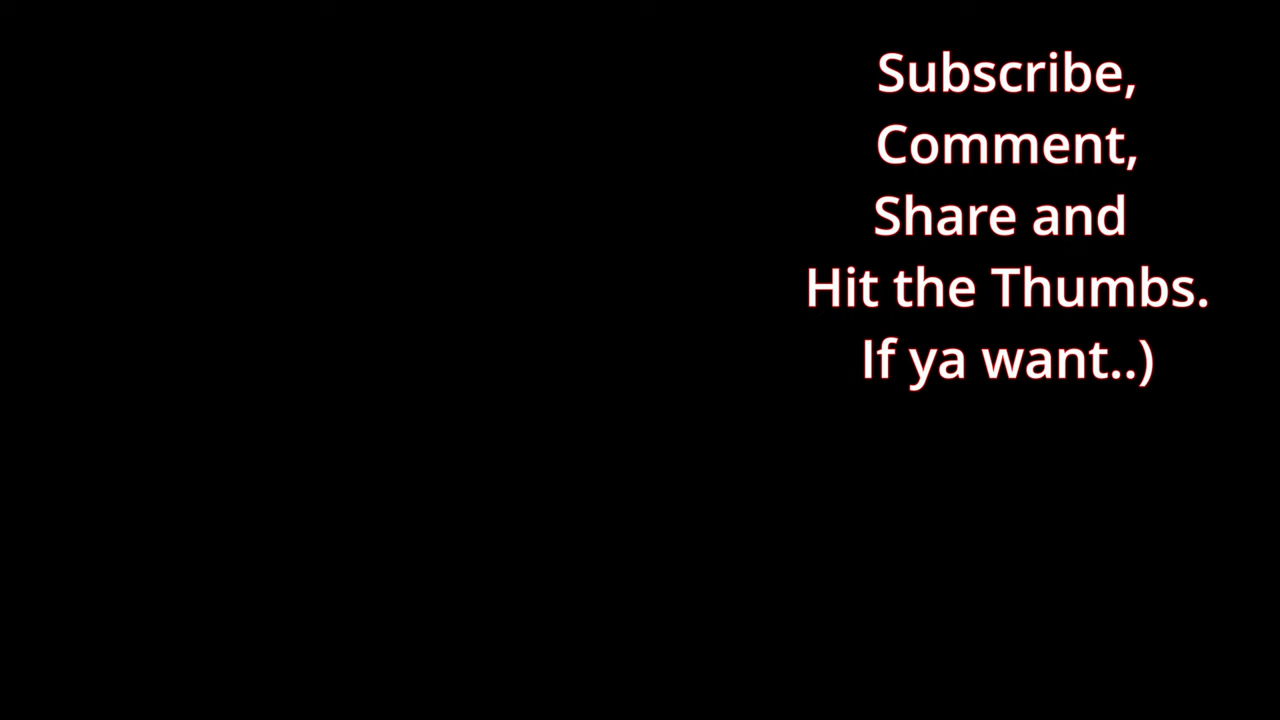 Subscribe,
Comment,
Share and
Hit the Thumbs.
If ya want..)